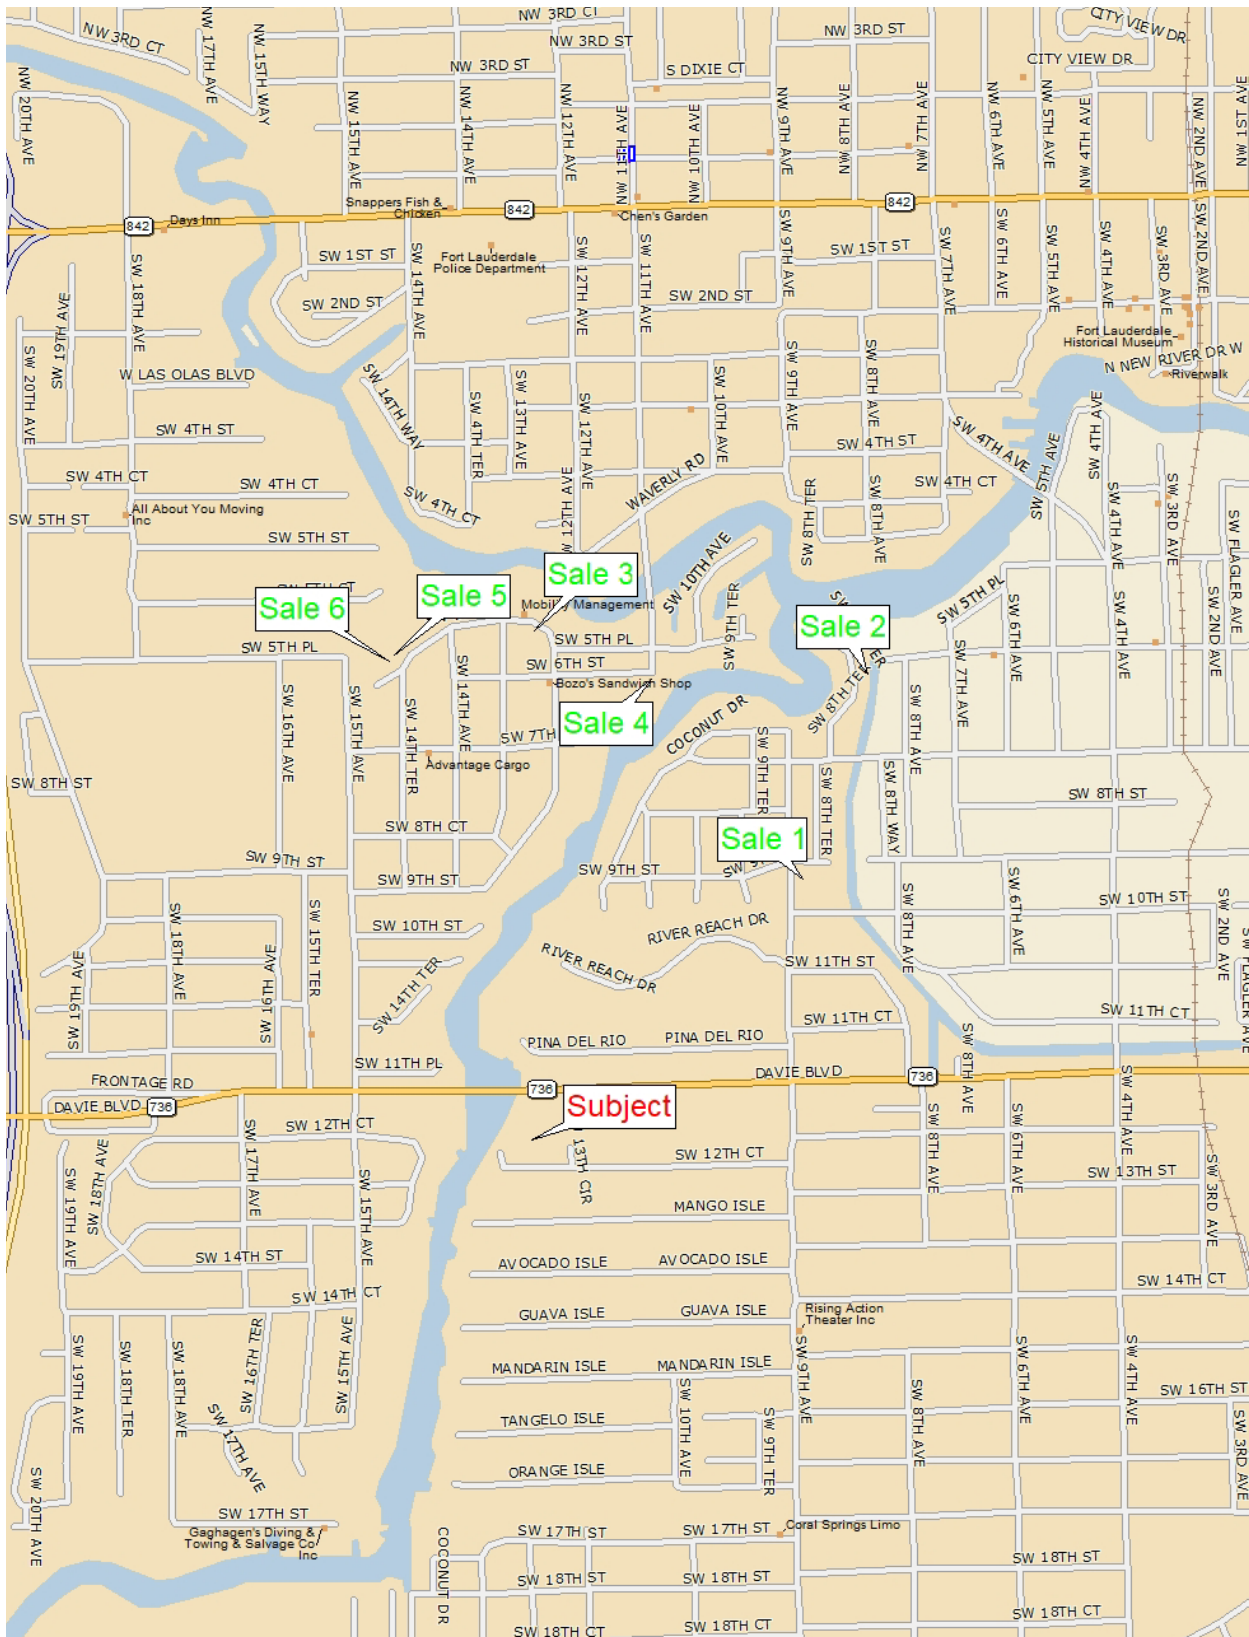 NW 3RD CT
NW 17TH AVE
NW 15TH WAY
NW 3RD ST
NW 3RD ST
NW 3RD ST
CITY VIEW DR
CITY VIEW DR
S DIXIE CT
NW 20TH AVE
NW 15TH AVE
NW 14TH AVE
NW 12TH AVE
NW 11TH AVE
NW 10TH AVE
NW 9TH AVE
NW 8TH AVE
NW 7TH AVE
NW 6TH AVE
NW 5TH AVE
NW 4TH AVE
NW 2ND AVE
NW 1ST AVE
842
Days Inn
Snappers Fish &
Chicken
842
Chen's Garden
842
Fort Lauderdale
Police Department
SW 1ST ST
SW 1ST ST
SW 2ND ST
SW 2ND ST
SW 18TH AVE
SW 19TH AVE
SW 20TH AVE
SW 14TH AVE
SW 12TH AVE
SW 11TH AVE
SW 9TH AVE
SW 7TH AVE
SW 6TH AVE
SW 5TH AVE
SW 4TH AVE
SW 3RD AVE
SW 2ND AVE
Fort Lauderdale
Historical Museum
N NEW RIVER DR W
Riverwalk
W LAS OLAS BLVD
SW 14TH WAY
SW 4TH TER
SW 13TH AVE
SW 12TH AVE
SW 10TH AVE
SW 9TH AVE
SW 8TH AVE
SW 4TH ST
SW 4TH ST
SW 4TH AVE
SW 5TH AVE
SW 4TH AVE
SW 4TH CT
SW 4TH CT
SW 4TH CT
SW 4TH CT
WAVERLY RD
SW 8TH TER
SW 8TH AVE
SW 4TH AVE
SW 3RD AVE
SW FLAGLER AVE
SW 5TH ST
All About You Moving
Inc
SW 5TH ST
SW 10TH AVE
Sale 3
Sale 5
Sale 6
Mobility Management
SW 9TH TER
Sale 2
SW 5TH PL
SW 6TH AVE
SW 4TH AVE
SW 2ND AVE
SW 5TH PL
SW 5TH PL
SW 6TH ST
Bozo's Sandwich Shop
Sale 4
SW 16TH AVE
SW 15TH AVE
SW 14TH TER
SW 14TH AVE
SW 7TH
COCONUT DR
SW 8TH TER
SW 7TH AVE
SW 8TH AVE
SW 8TH ST
Advantage Cargo
SW 9TH TER
SW 8TH TER
SW 8TH WAY
SW 8TH ST
SW 8TH CT
Sale 1
SW 9TH ST
SW 9TH ST
SW 9TH ST
SW 10TH ST
SW 10TH ST
SW 18TH AVE
SW 15TH TER
SW 16TH AVE
SW 16TH AVE
SW 14TH TER
RIVER REACH DR
RIVER REACH DR
SW 11TH ST
SW 8TH AVE
SW 6TH AVE
SW 2ND AVE
SW FLAGLER AVE
SW 11TH CT
SW 11TH CT
PINA DEL RIO
PINA DEL RIO
SW 11TH PL
FRONTAGE RD
DAVIE BLVD
736
736
DAVIE BLVD
736
Subject
SW 8TH AVE
SW 8TH AVE
SW 6TH AVE
SW 4TH AVE
SW 12TH CT
13TH CIR
SW 12TH CT
SW 13TH ST
SW 3RD AVE
SW 19TH AVE
SW 18TH AVE
SW 17TH AVE
SW 15TH AVE
MANGO ISLE
SW 14TH ST
AVOCADO ISLE
AVOCADO ISLE
SW 14TH CT
SW 14TH CT
GUAVA ISLE
GUAVA ISLE
Rising Action
Theater Inc
SW 19TH AVE
SW 18TH TER
SW 18TH AVE
SW 16TH TER
SW 15TH AVE
MANDARIN ISLE
MANDARIN ISLE
SW 9TH AVE
SW 8TH AVE
SW 6TH AVE
SW 4TH AVE
SW 16TH ST
SW 3RD AVE
TANGELO ISLE
SW 10TH AVE
SW 9TH TER
SW 17TH AVE
ORANGE ISLE
SW 20TH AVE
SW 17TH ST
Gaghagen's Diving &
Towing & Salvage Co
Inc
COCONUT DR
SW 17TH ST
SW 17TH ST
Coral Springs Limo
SW 18TH ST
SW 18TH ST
SW 18TH ST
SW 18TH CT
SW 18TH CT
SW 18TH CT